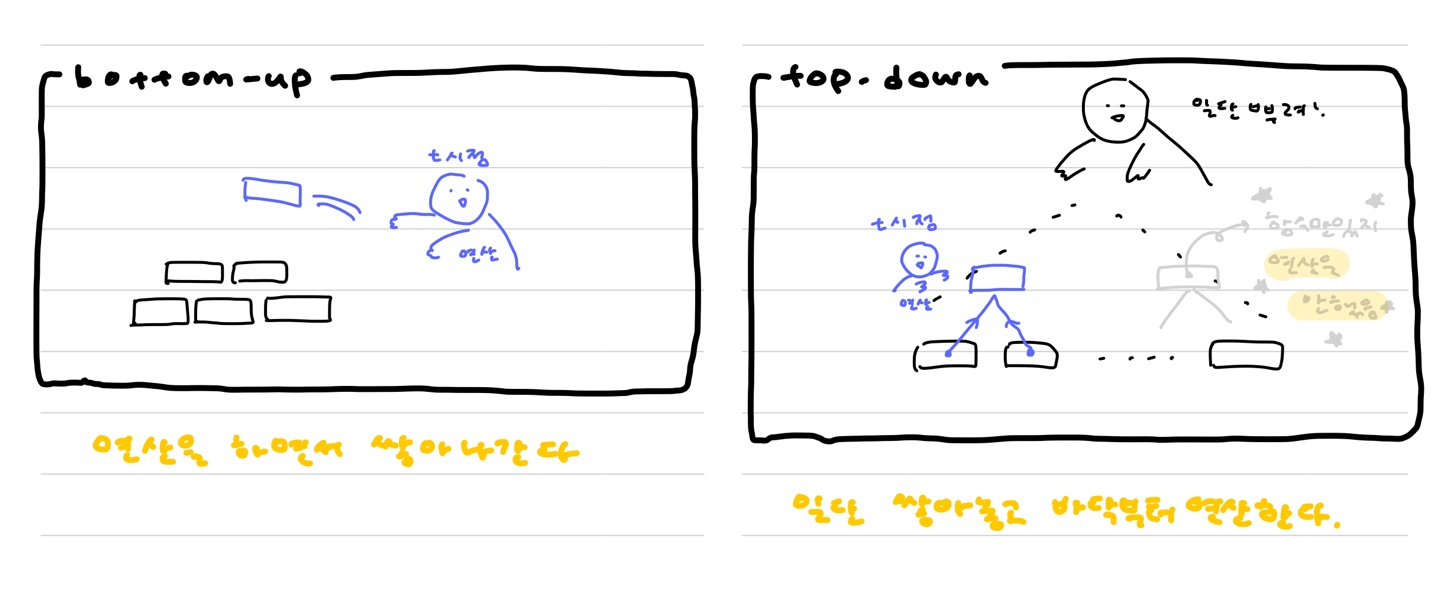 bottom-up
t시점
연산
연산을 하면서 쌓아나간다
top-down
일단 뿌려!
t시점
연산
함수만있지
연산을
안했음
일단 쌓아놓고 바닥부터 연산한다.